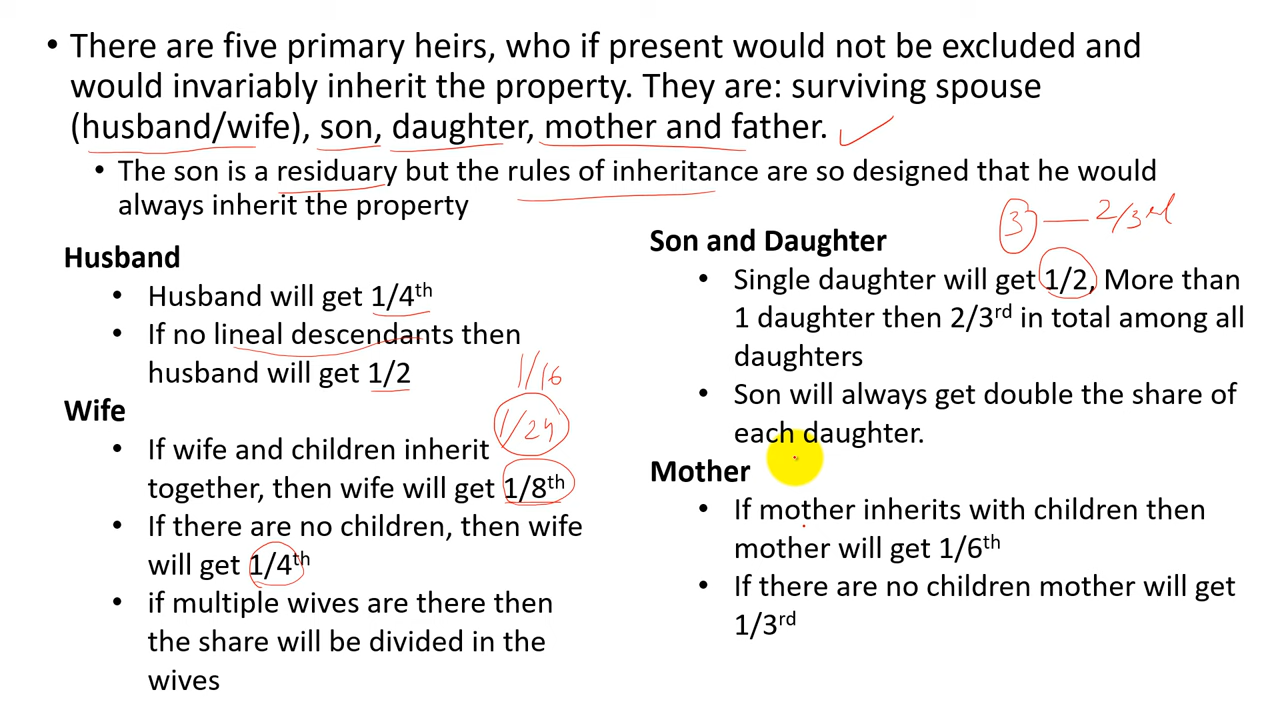 • There are five primary heirs, who if present would not be excluded and
would invariably inherit the property. They are: surviving spouse
(husband/wife), son, daughter, mother and father.
• The son is a residuary but the rules of inheritance are so designed that he would
always inherit the property
Husband
• Husband will get 1/4th
• If no lineal descendants then
husband will get 1/2
1/16
Wife
1/24
• If wife and children inherit
together, then wife will get 1/8th
• If there are no children, then wife
will get 1/4th
• if multiple wives are there then
the share will be divided in the
wives
3 — 2/3rd
Son and Daughter
• Single daughter will get 1/2, More than
1 daughter then 2/3rd in total among all
daughters
• Son will always get double the share of
each daughter.
Mother
• If mother inherits with children then
mother will get 1/6th
• If there are no children mother will get
1/3rd